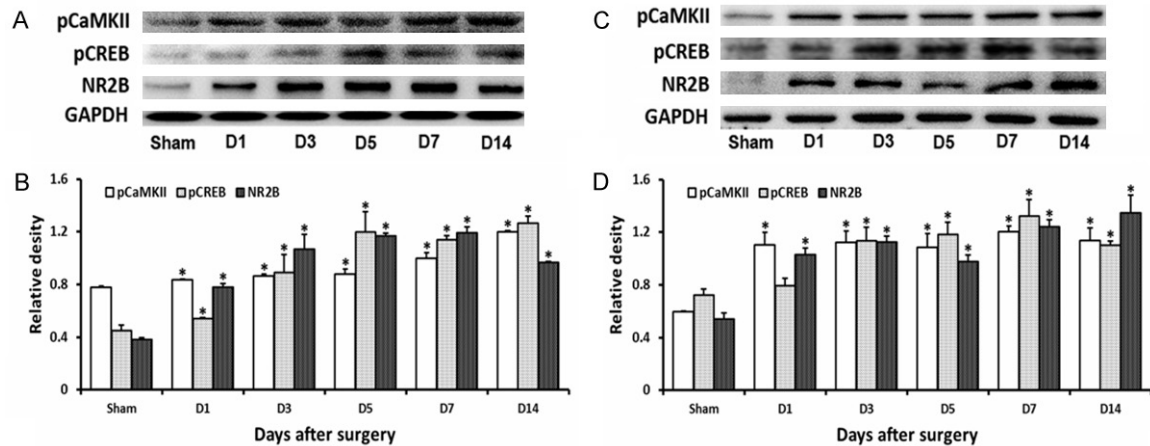 A
pCaMKII
pCREB
NR2B
GAPDH
Sham D1 D3 D5 D7 D14
C
pCaMKII
pCREB
NR2B
GAPDH
Sham D1 D3 D5 D7 D14
B
1.6
1.2
0.8
0.4
0
Relative desity
pCaMKII pCREB NR2B
* * * * * * * * * * * * * * *
Sham D1 D3 D5 D7 D14
Days after surgery
D
1.6
1.2
0.8
0.4
0
Relative desity
pCaMKII pCREB NR2B
* * * * * * * * * * * * * *
Sham D1 D3 D5 D7 D14
Days after surgery